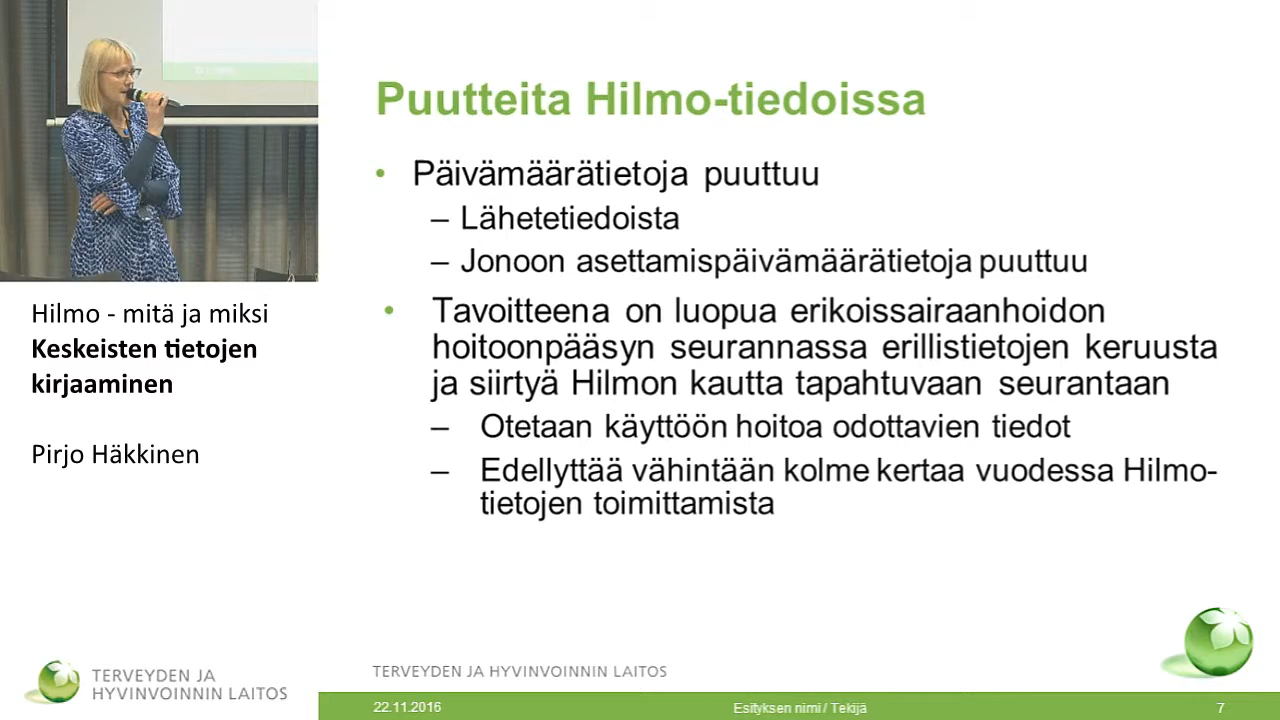 Puutteita Hilmo-tiedoissa
• Päivämäärätietoja puuttuu
– Lähetetiedoista
– Jonoon asettamispäivämäärätietoja puuttuu
• Tavoitteena on luopua erikoissairaanhoidon
hoitoonpääsyn seurannassa erillistietojen keruusta
ja siirtyä Hilmon kautta tapahtuvaan seurantaan
– Otetaan käyttöön hoitoa odottavien tiedot
– Edellyttää vähintään kolme kertaa vuodessa Hilmo-
tietojen toimittamista
Hilmo - mitä ja miksi
Keskeisten tietojen
kirjaaminen
Pirjo Häkkinen
TERVEYDEN JA
HYVINVOINNIN LAITOS
TERVEYDEN JA HYVINVOINNIN LAITOS
22.11.2016
Esityksen nimi / Tekijä
7